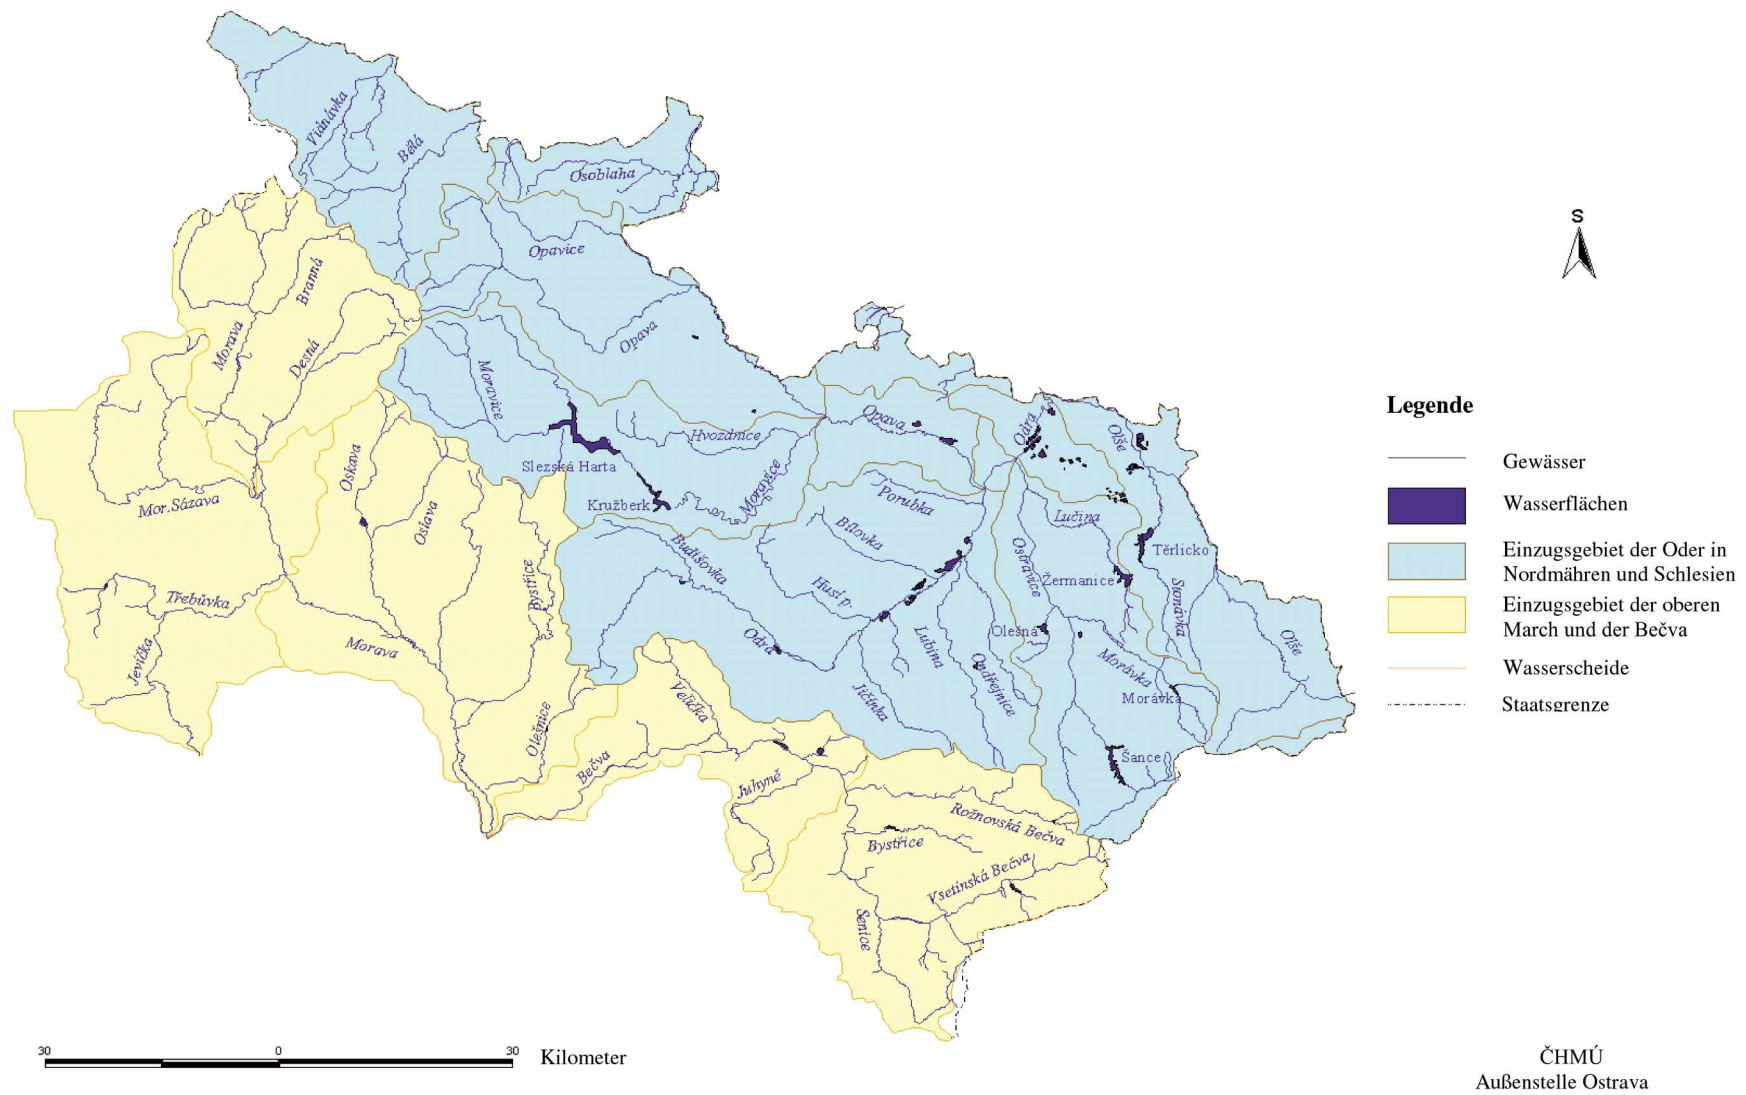 Vidnávka
Bělá
Osoblaha
S
Opavice
Branná
Morava
Desná
Opava
Moravice
Legende
Opava
Odra
Olše
Hvozdnice
Oskava
Slezská Harta
Gewässer
Moravice
Mor.Sázava
Kružberk
Porubka
Wasserflächen
Oslava
Lučina
Bílovka
Budišovka
Těrlicko
Einzugsgebiet der Oder in
Nordmähren und Schlesien
Ostravice
Žermanice
Bystřice
Husí p.
Třebůvka
Stonávka
Einzugsgebiet der oberen
March und der Bečva
Olešná
Odra
Lubina
Olše
Morava
Jevíčka
Morávka
Ondřejnice
Wasserscheide
Morávka
Jičínka
Velička
Staatsgrenze
Olešnice
Šance
Bečva
Juhyně
Rožnovská Bečva
Bystřice
Vsetínská Bečva
Senice
30 0 30
Kilometer
ČHMÚ
Außenstelle Ostrava